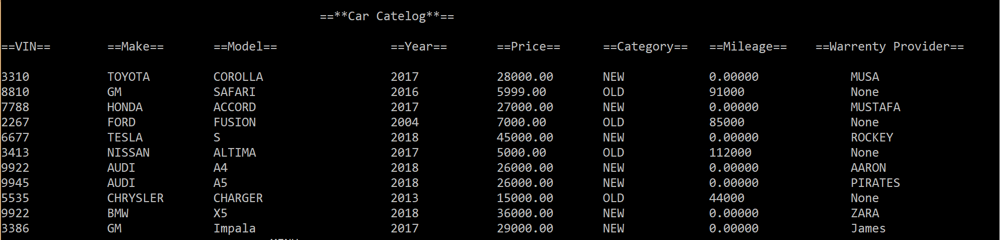 ==**Car Catelog**==
==VIN== ==Make== ==Model== ==Year== ==Price== ==Category== ==Mileage== ==Warrenty Provider==
3310 TOYOTA COROLLA 2017 28000.00 NEW 0.00000 MUSA
8810 GM SAFARI 2016 5999.00 OLD 91000 None
7788 HONDA ACCORD 2017 27000.00 NEW 0.00000 MUSTAFA
2267 FORD FUSION 2004 7000.00 OLD 85000 None
6677 TESLA S 2018 45000.00 NEW 0.00000 ROCKEY
3413 NISSAN ALTIMA 2017 5000.00 OLD 112000 None
9922 AUDI A4 2018 26000.00 NEW 0.00000 AARON
9945 AUDI A5 2018 26000.00 NEW 0.00000 PIRATES
5535 CHRYSLER CHARGER 2013 15000.00 OLD 44000 None
9922 BMW X5 2018 36000.00 NEW 0.00000 ZARA
3386 GM Impala 2017 29000.00 NEW 0.00000 James